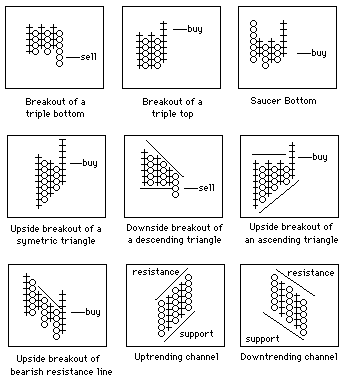 sell
Breakout of a
triple bottom
buy
Breakout of a
triple top
buy
Saucer Bottom
buy
Upside breakout of a
symetric triangle
sell
Downside breakout of
a descending triangle
buy
Upside breakout of
an ascending triangle
buy
Upside breakout of
bearish resistance line
resistance
support
Uptrending channel
resistance
support
Downtrending channel